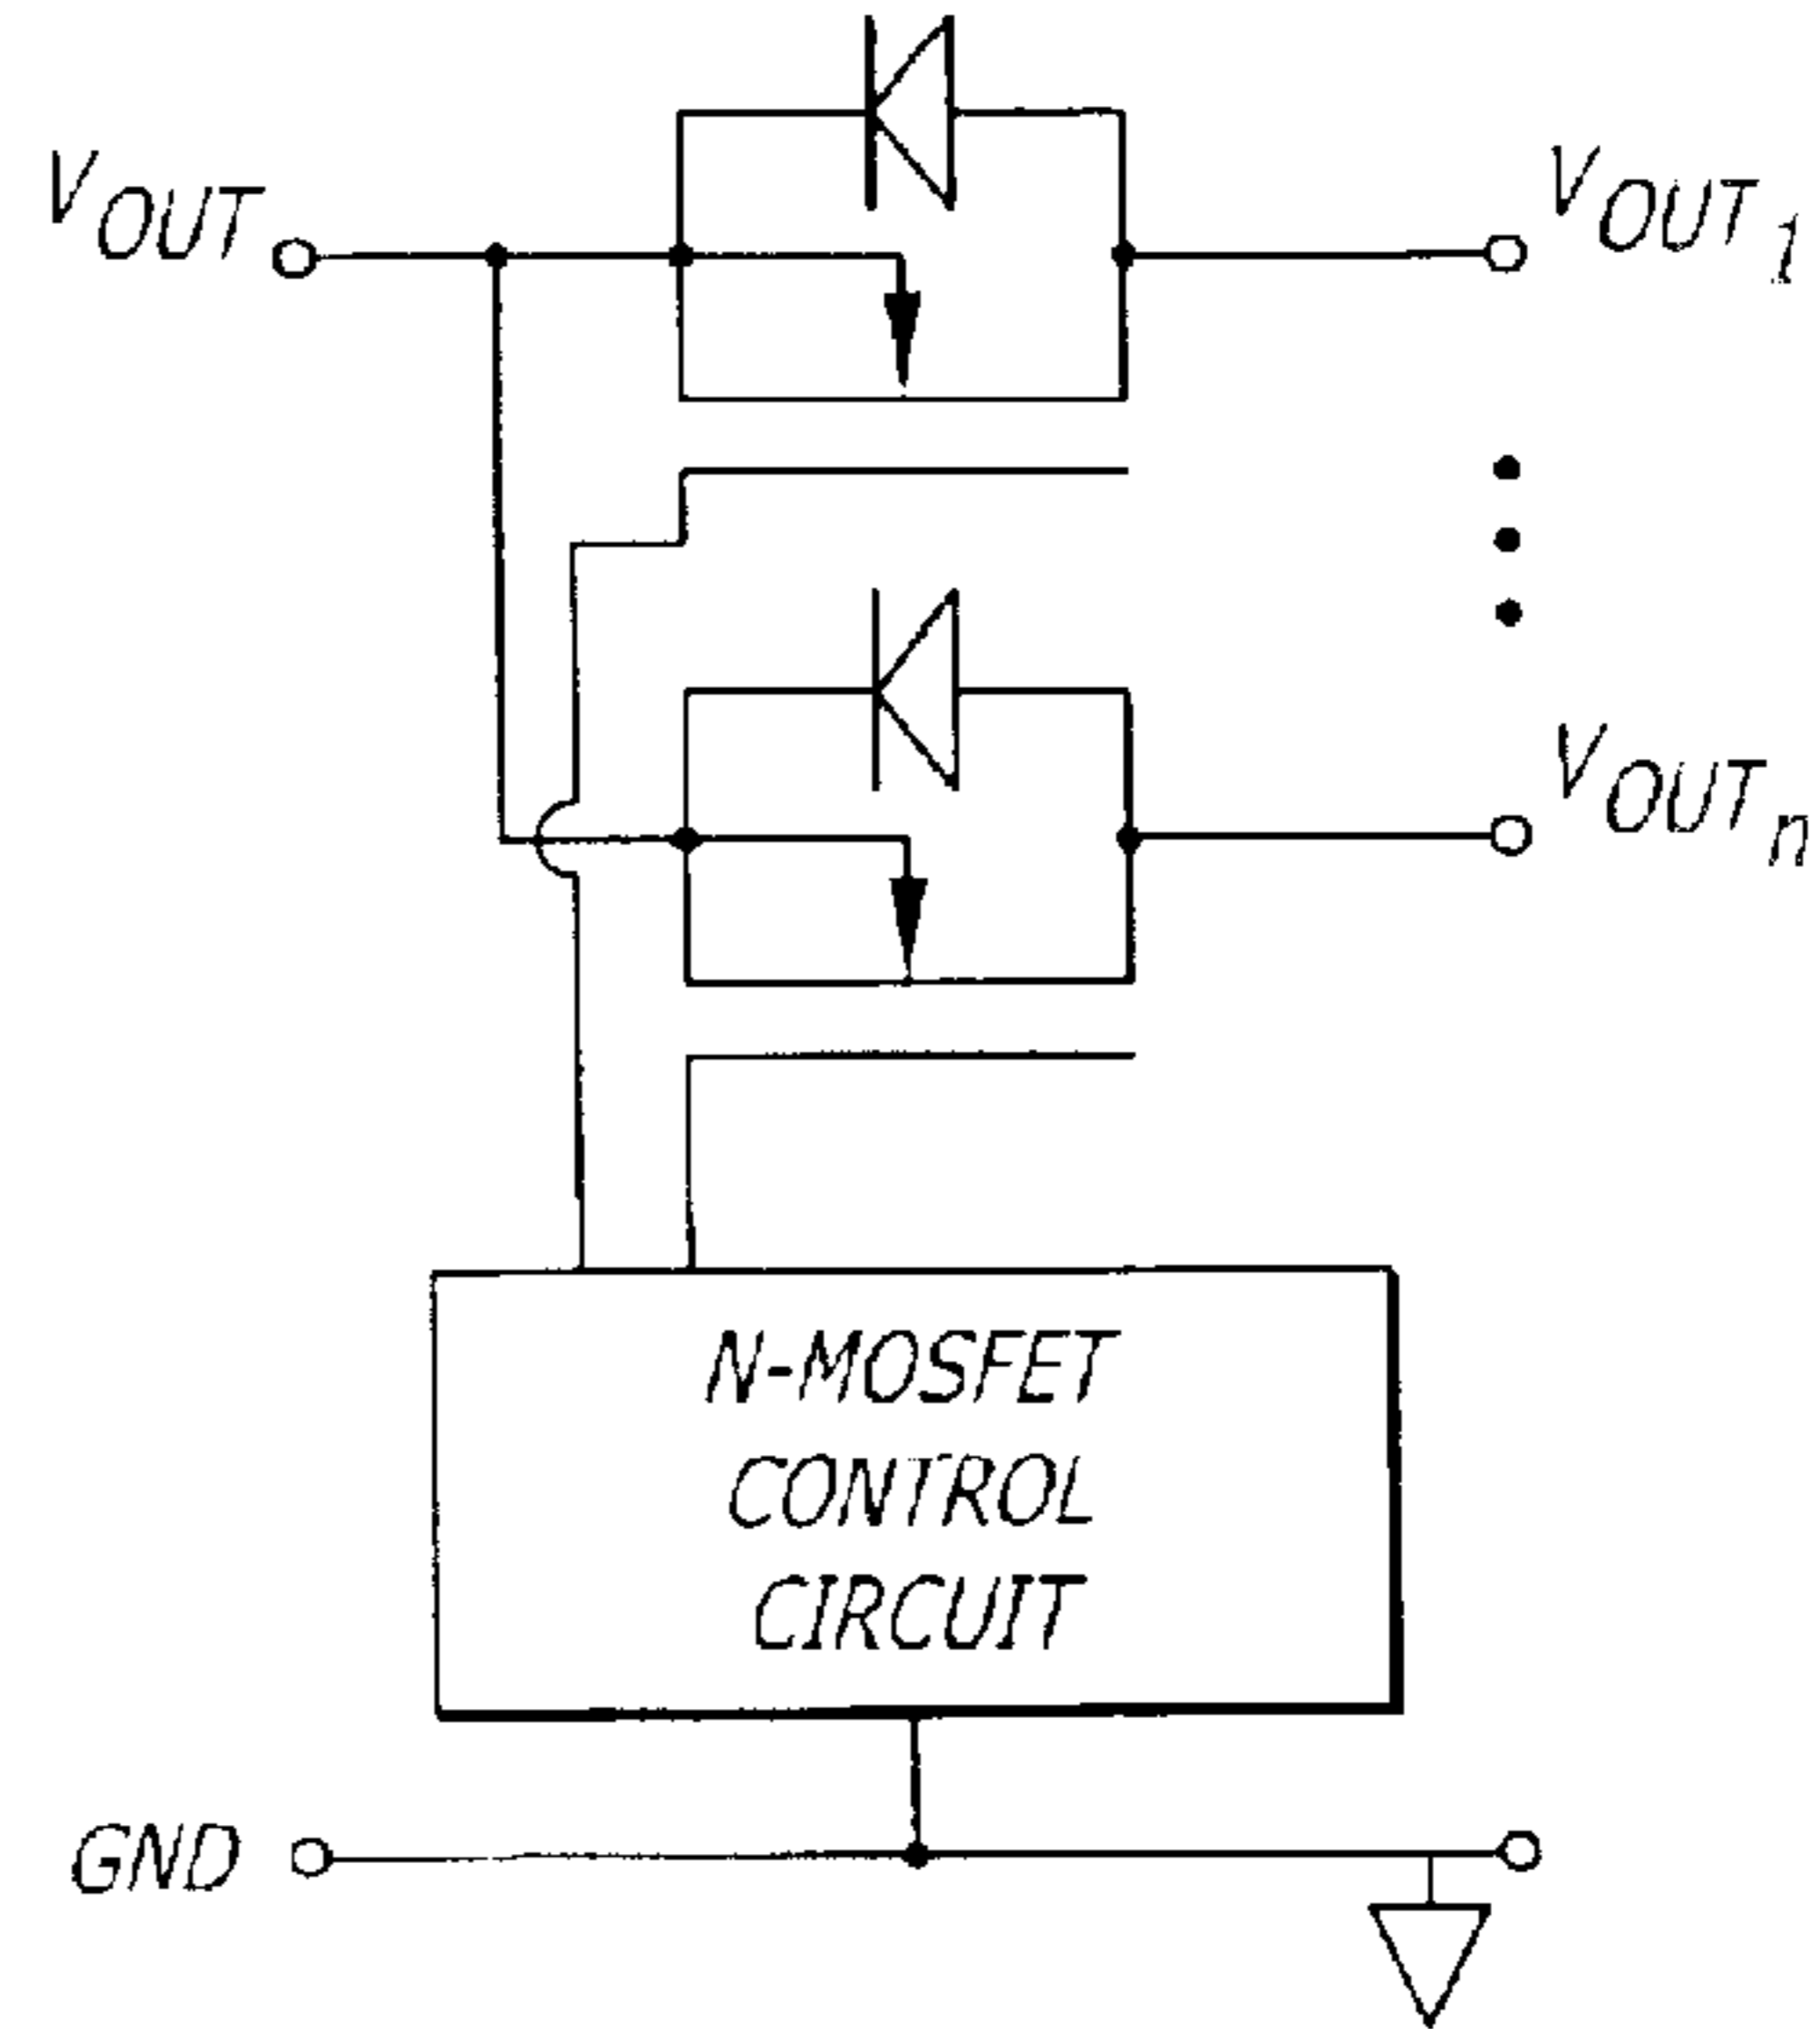 VOUT
VOUT1
VOUTn
N-MOSFET
CONTROL
CIRCUIT
GND